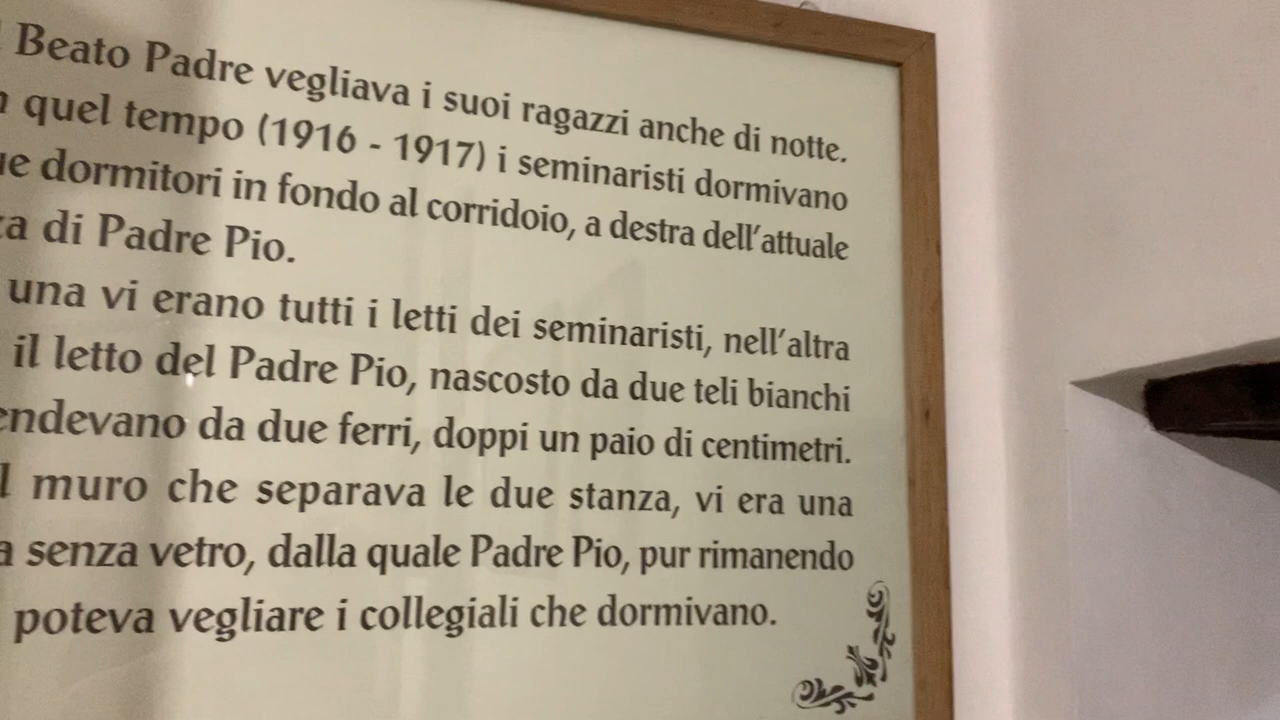 Beato Padre vegliava i suoi ragazzi anche di notte.
quel tempo (1916 - 1917) i seminaristi dormivano
dormitori in fondo al corridoio, a destra dell'attuale
di Padre Pio.
una vi erano tutti i letti dei seminaristi, nell'altra
il letto del Padre Pio, nascosto da due teli bianchi
da due ferri, doppi un paio di centimetri.
muro che separava le due stanza, vi era una
senza vetro, dalla quale Padre Pio, pur rimanendo
poteva vegliare i collegiali che dormivano.